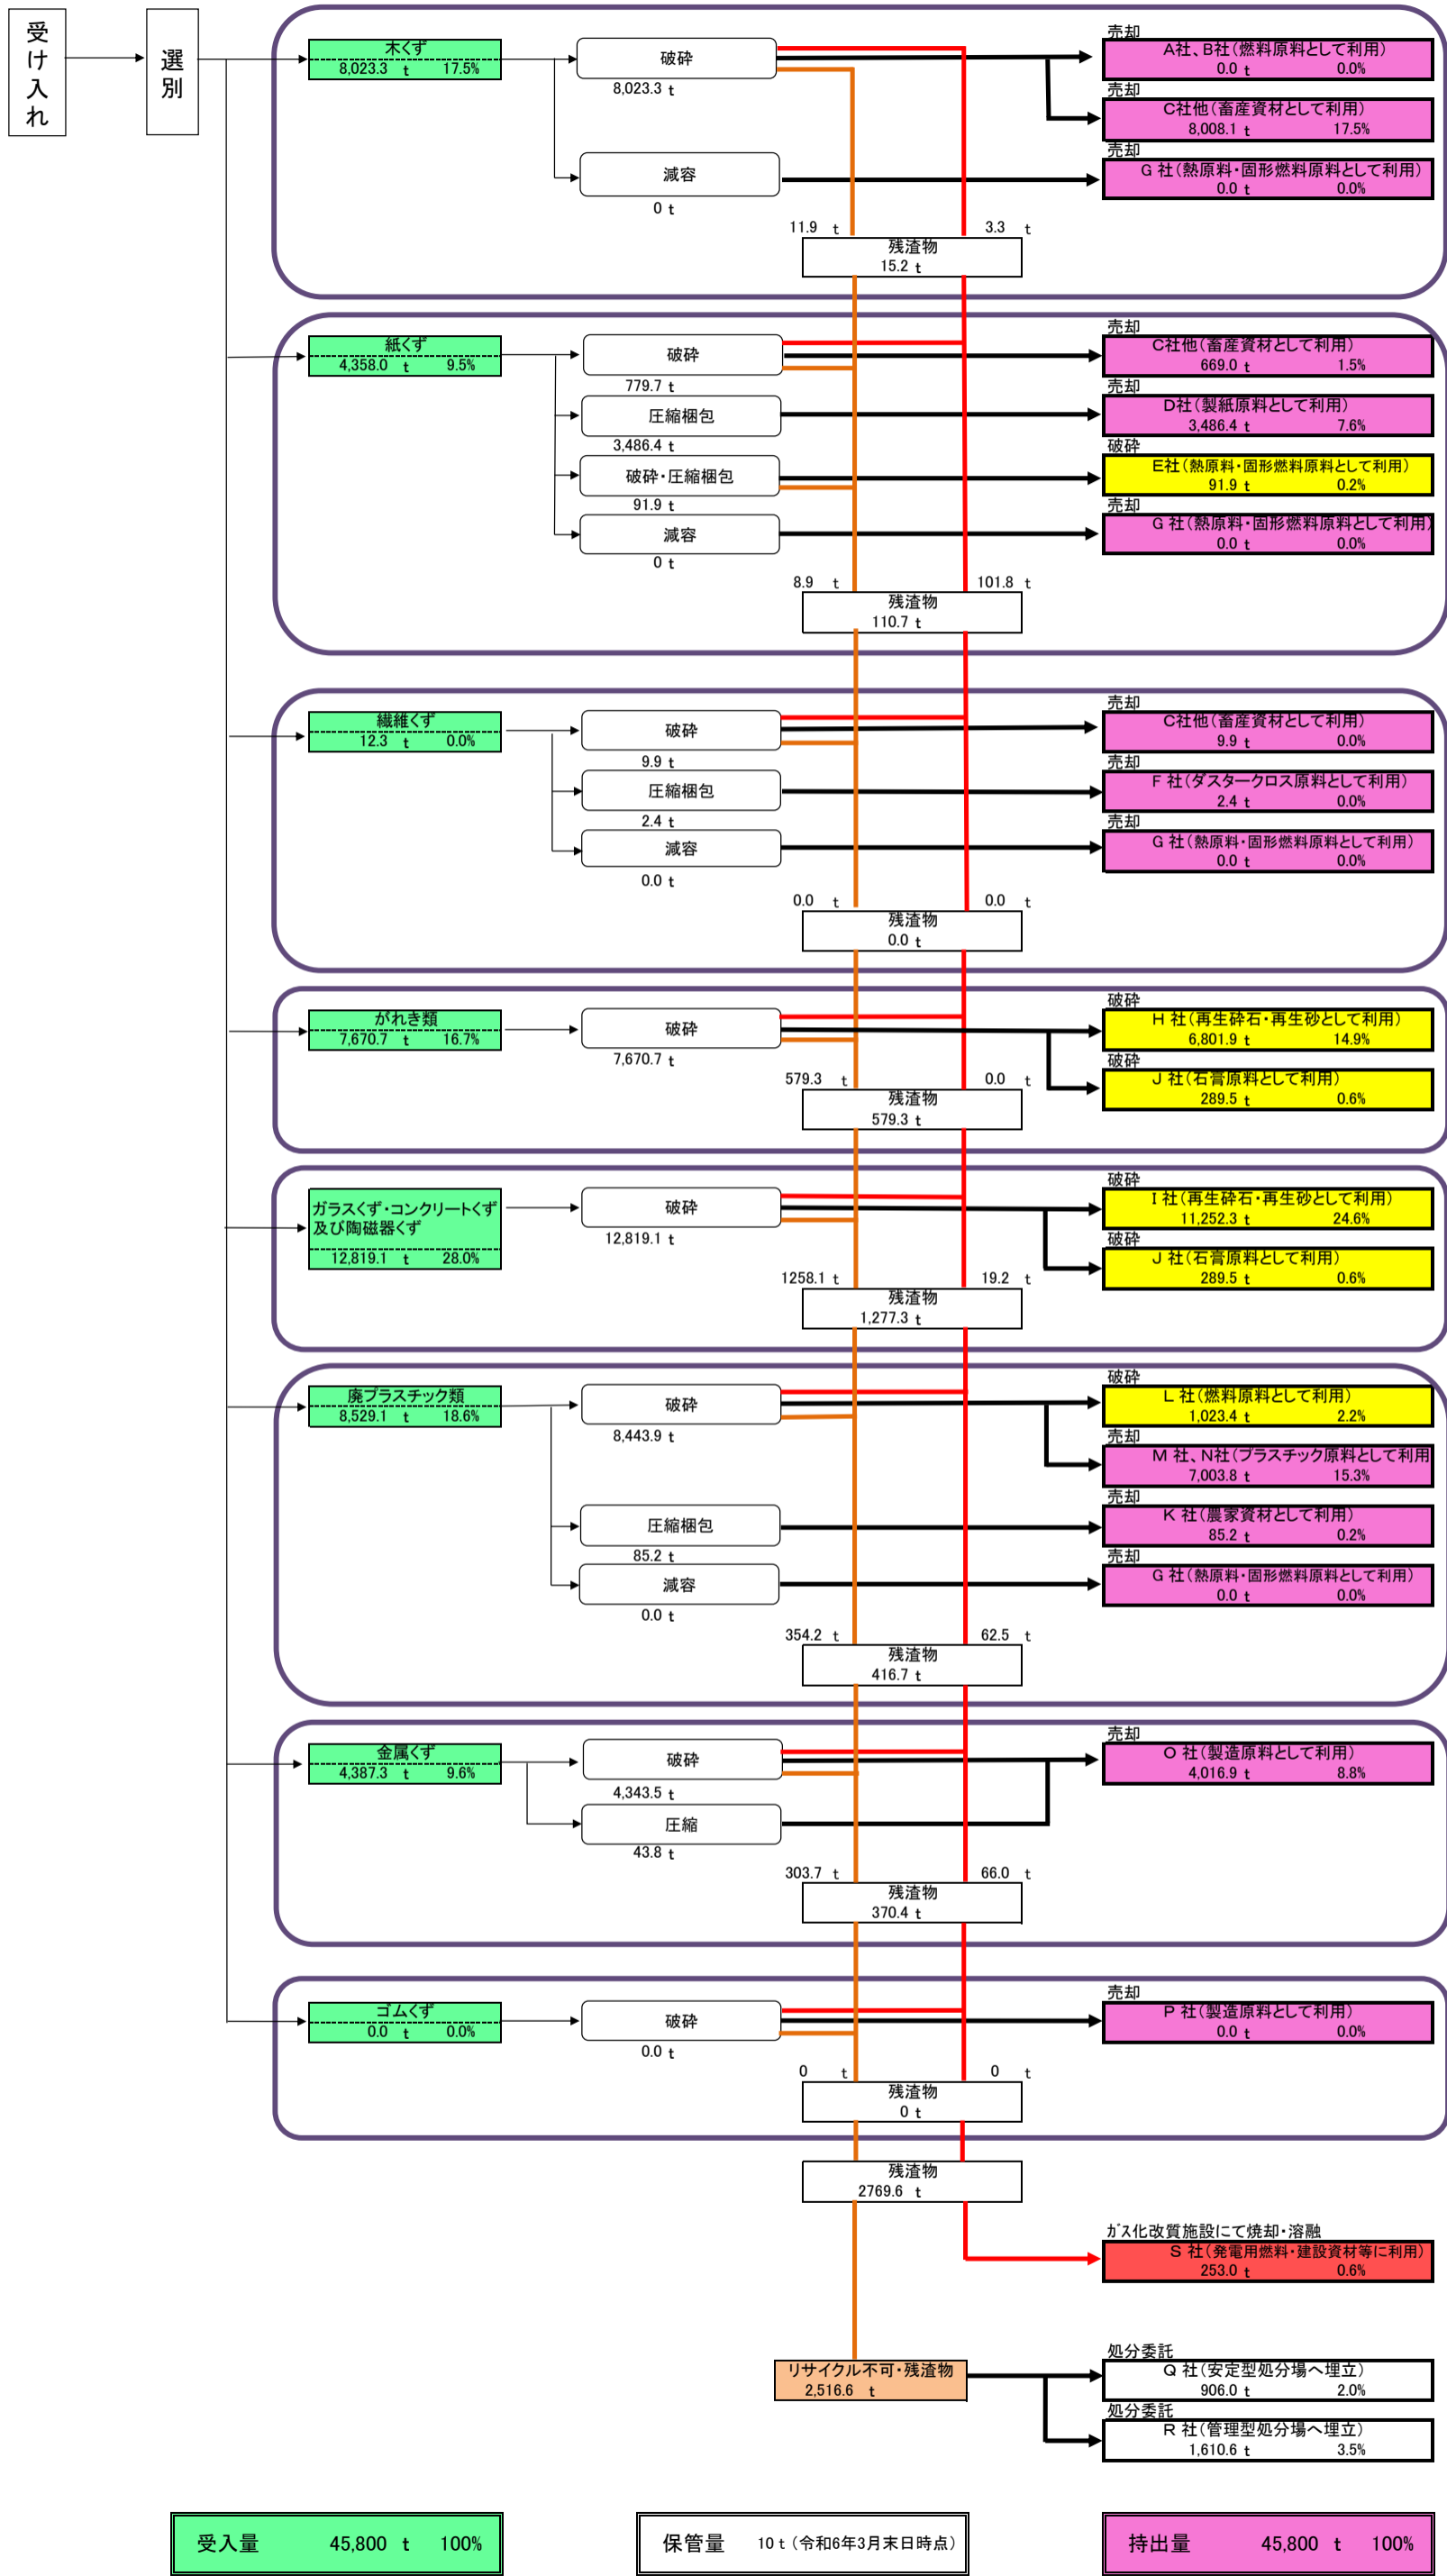 受け入れ
選別
木くず
8,023.3 t 17.5%
破砕
8,023.3 t
減容
0 t
売却
A社、B社(燃料原料として利用)
0.0 t 0.0%
売却
C社他(畜産資材として利用)
8,008.1 t 17.5%
売却
G 社(熱原料・固形燃料原料として利用)
0.0 t 0.0%
11.9 t 3.3 t
残渣物
15.2 t
紙くず
4,358.0 t 9.5%
破砕
779.7 t
圧縮梱包
3,486.4 t
破砕・圧縮梱包
91.9 t
減容
0 t
売却
C社他(畜産資材として利用)
669.0 t 1.5%
売却
D社(製紙原料として利用)
3,486.4 t 7.6%
破砕
E社(熱原料・固形燃料原料として利用)
91.9 t 0.2%
売却
G 社(熱原料・固形燃料原料として利用)
0.0 t 0.0%
8.9 t 101.8 t
残渣物
110.7 t
繊維くず
12.3 t 0.0%
破砕
9.9 t
圧縮梱包
2.4 t
減容
0.0 t
売却
C社他(畜産資材として利用)
9.9 t 0.0%
売却
F 社(ダスタークロス原料として利用)
2.4 t 0.0%
売却
G 社(熱原料・固形燃料原料として利用)
0.0 t 0.0%
0.0 t 0.0 t
残渣物
0.0 t
がれき類
7,670.7 t 16.7%
破砕
7,670.7 t
破砕
H 社(再生砕石・再生砂として利用)
6,801.9 t 14.9%
破砕
J 社(石膏原料として利用)
289.5 t 0.6%
579.3 t 0.0 t
残渣物
579.3 t
ガラスくず・コンクリートくず
及び陶磁器くず
12,819.1 t 28.0%
破砕
12,819.1 t
破砕
I 社(再生砕石・再生砂として利用)
11,252.3 t 24.6%
破砕
J 社(石膏原料として利用)
289.5 t 0.6%
1258.1 t 19.2 t
残渣物
1,277.3 t
廃プラスチック類
8,529.1 t 18.6%
破砕
8,443.9 t
圧縮梱包
85.2 t
減容
0.0 t
破砕
L 社(燃料原料として利用)
1,023.4 t 2.2%
売却
M 社、N社(プラスチック原料として利用
7,003.8 t 15.3%
売却
K 社(農家資材として利用)
85.2 t 0.2%
売却
G 社(熱原料・固形燃料原料として利用)
0.0 t 0.0%
354.2 t 62.5 t
残渣物
416.7 t
金属くず
4,387.3 t 9.6%
破砕
4,343.5 t
圧縮
43.8 t
売却
O 社(製造原料として利用)
4,016.9 t 8.8%
303.7 t 66.0 t
残渣物
370.4 t
ゴムくず
0.0 t 0.0%
破砕
0.0 t
売却
P 社(製造原料として利用)
0.0 t 0.0%
0 t 0 t
残渣物
0 t
残渣物
2769.6 t
ガス化改質施設にて焼却・溶融
S 社(発電用燃料・建設資材等に利用)
253.0 t 0.6%
リサイクル不可・残渣物
2,516.6 t
処分委託
Q 社(安定型処分場へ埋立)
906.0 t 2.0%
処分委託
R 社(管理型処分場へ埋立)
1,610.6 t 3.5%
受入量 45,800 t 100%
保管量 10 t (令和6年3月末日時点)
持出量 45,800 t 100%